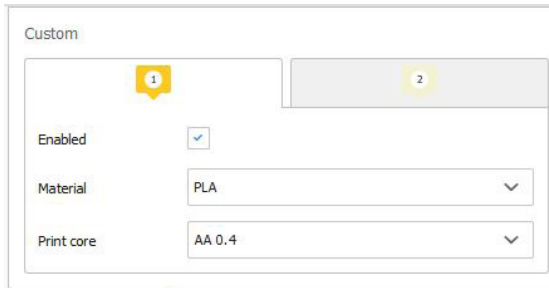 Custom
1 2
Enabled
Material PLA
Print core AA 0.4